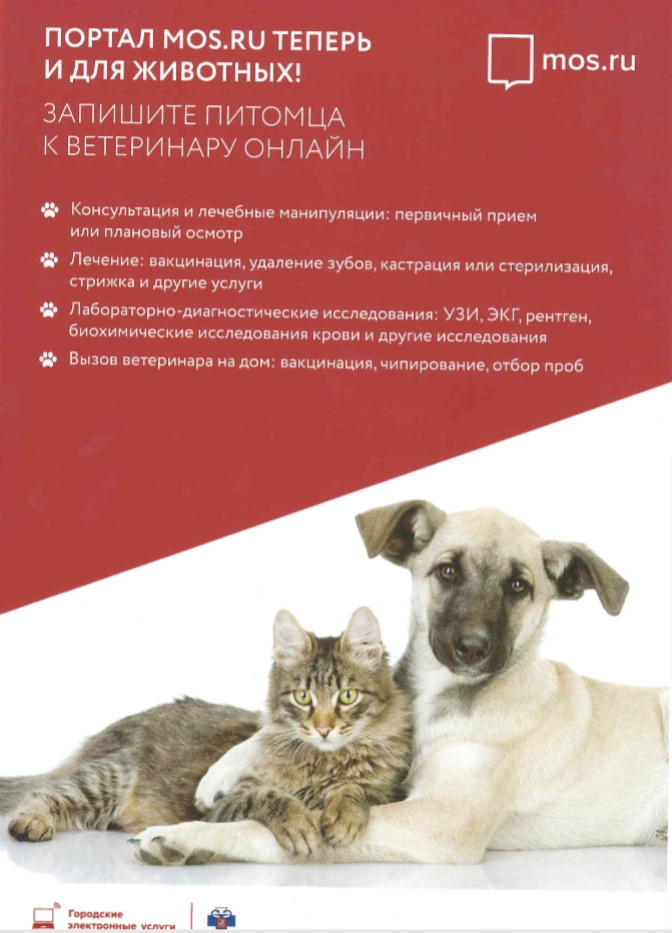 ПОРТАЛ MOS.RU ТЕПЕРЬ
И ДЛЯ ЖИВОТНЫХ!
mos.ru
ЗАПИШИТЕ ПИТОМЦА
К ВЕТЕРИНАРУ ОНЛАЙН
Консультация и лечебные манипуляции: первичный прием
или плановый осмотр
Лечение: вакцинация, удаление зубов, кастрация или стерилизация,
стрижка и другие услуги
Лабораторно-диагностические исследования: УЗИ, ЭКГ, рентген,
биохимические исследования крови и другие исследования
Вызов ветеринара на дом: вакцинация, чипирование, отбор проб
Городские
электронные услуги